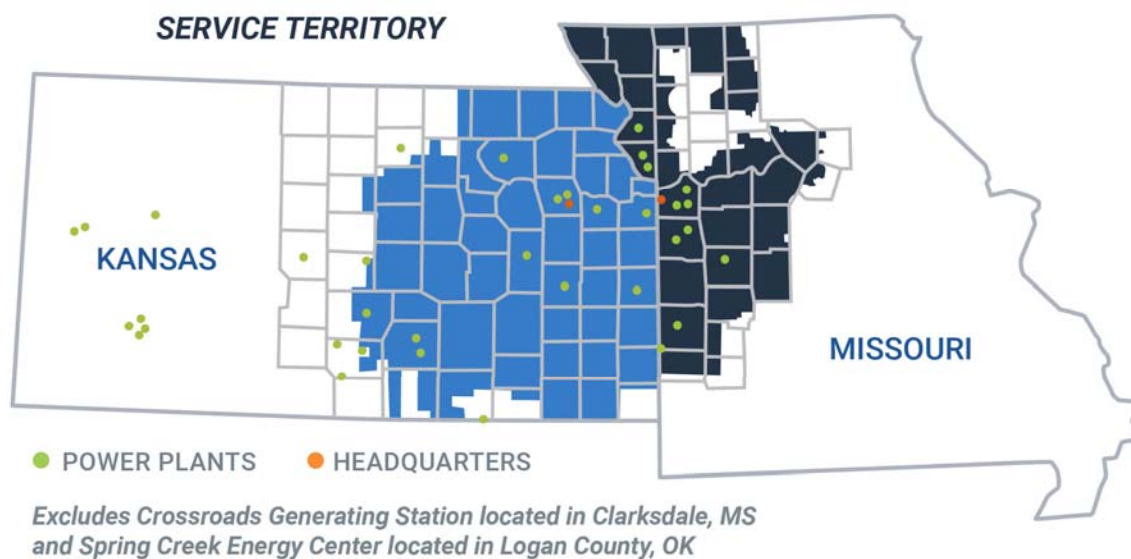 SERVICE TERRITORY
KANSAS
MISSOURI
POWER PLANTS
HEADQUARTERS
Excludes Crossroads Generating Station located in Clarksdale, MS
and Spring Creek Energy Center located in Logan County, OK